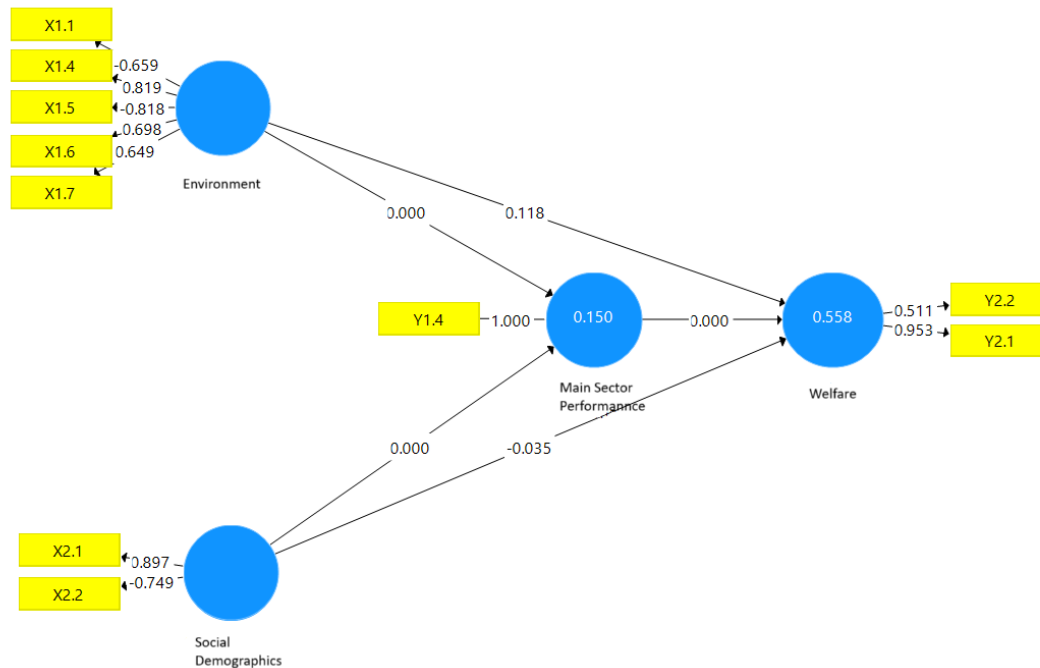 X1.1
-0.659
X1.4
0.819
X1.5
-0.818
0.698
X1.6
0.649
X1.7
Environment
0.000
0.118
Y1.4
1.000
0.150
0.000
0.558
0.511
Y2.2
0.953
Y2.1
Main Sector
Performannce
Welfare
0.000
-0.035
X2.1
0.897
X2.2
-0.749
Social
Demographics